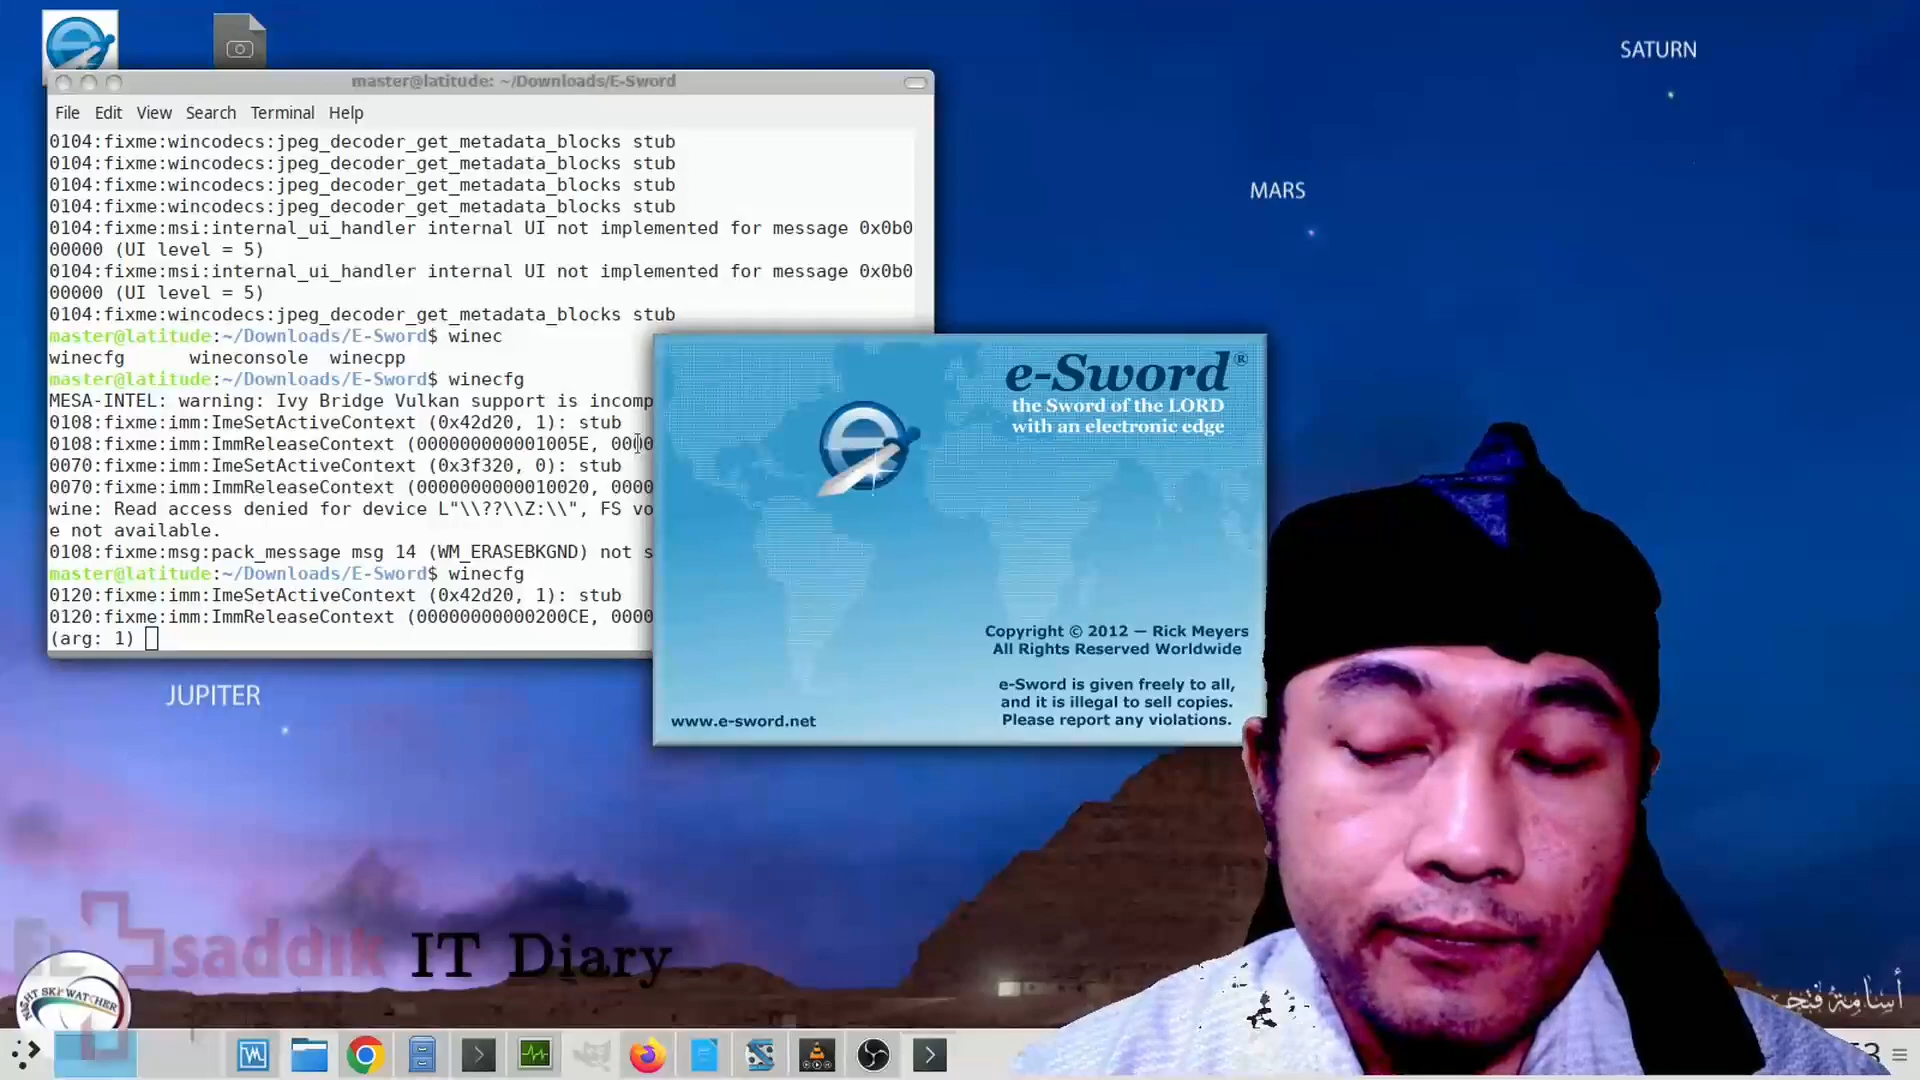 SATURN
MARS
JUPITER
master@latitude: ~/Downloads/E-Sword
File Edit View Search Terminal Help
0104:fixme:wincodecs:jpeg_decoder_get_metadata_blocks stub
0104:fixme:wincodecs:jpeg_decoder_get_metadata_blocks stub
0104:fixme:wincodecs:jpeg_decoder_get_metadata_blocks stub
0104:fixme:wincodecs:jpeg_decoder_get_metadata_blocks stub
0104:fixme:msi:internal_ui_handler internal UI not implemented for message 0x0b0
00000 (UI level = 5)
0104:fixme:msi:internal_ui_handler internal UI not implemented for message 0x0b0
00000 (UI level = 5)
0104:fixme:wincodecs:jpeg_decoder_get_metadata_blocks stub
master@latitude:~/Downloads/E-Sword$ winec
winecfg wineconsole winecpp
master@latitude:~/Downloads/E-Sword$ winecfg
MESA-INTEL: warning: Ivy Bridge Vulkan support is incomp
0108:fixme:imm:ImeSetActiveContext (0x42d20, 1): stub
0108:fixme:imm:ImmReleaseContext (000000000001005E, 0000
0070:fixme:imm:ImeSetActiveContext (0x3f320, 0): stub
0070:fixme:imm:ImmReleaseContext (0000000000010020, 0000
wine: Read access denied for device L"\\??\\Z:\\", FS vo
e not available.
0108:fixme:msg:pack_message msg 14 (WM_ERASEBKGND) not s
master@latitude:~/Downloads/E-Sword$ winecfg
0120:fixme:imm:ImeSetActiveContext (0x42d20, 1): stub
0120:fixme:imm:ImmReleaseContext (00000000000200CE, 0000
(arg: 1)
e-Sword®
the Sword of the LORD
with an electronic edge
Copyright © 2012 — Rick Meyers
All Rights Reserved Worldwide
e-Sword is given freely to all,
and it is illegal to sell copies.
Please report any violations.
www.e-sword.net
EL saddik IT Diary
NIGHT SKY WATCHER